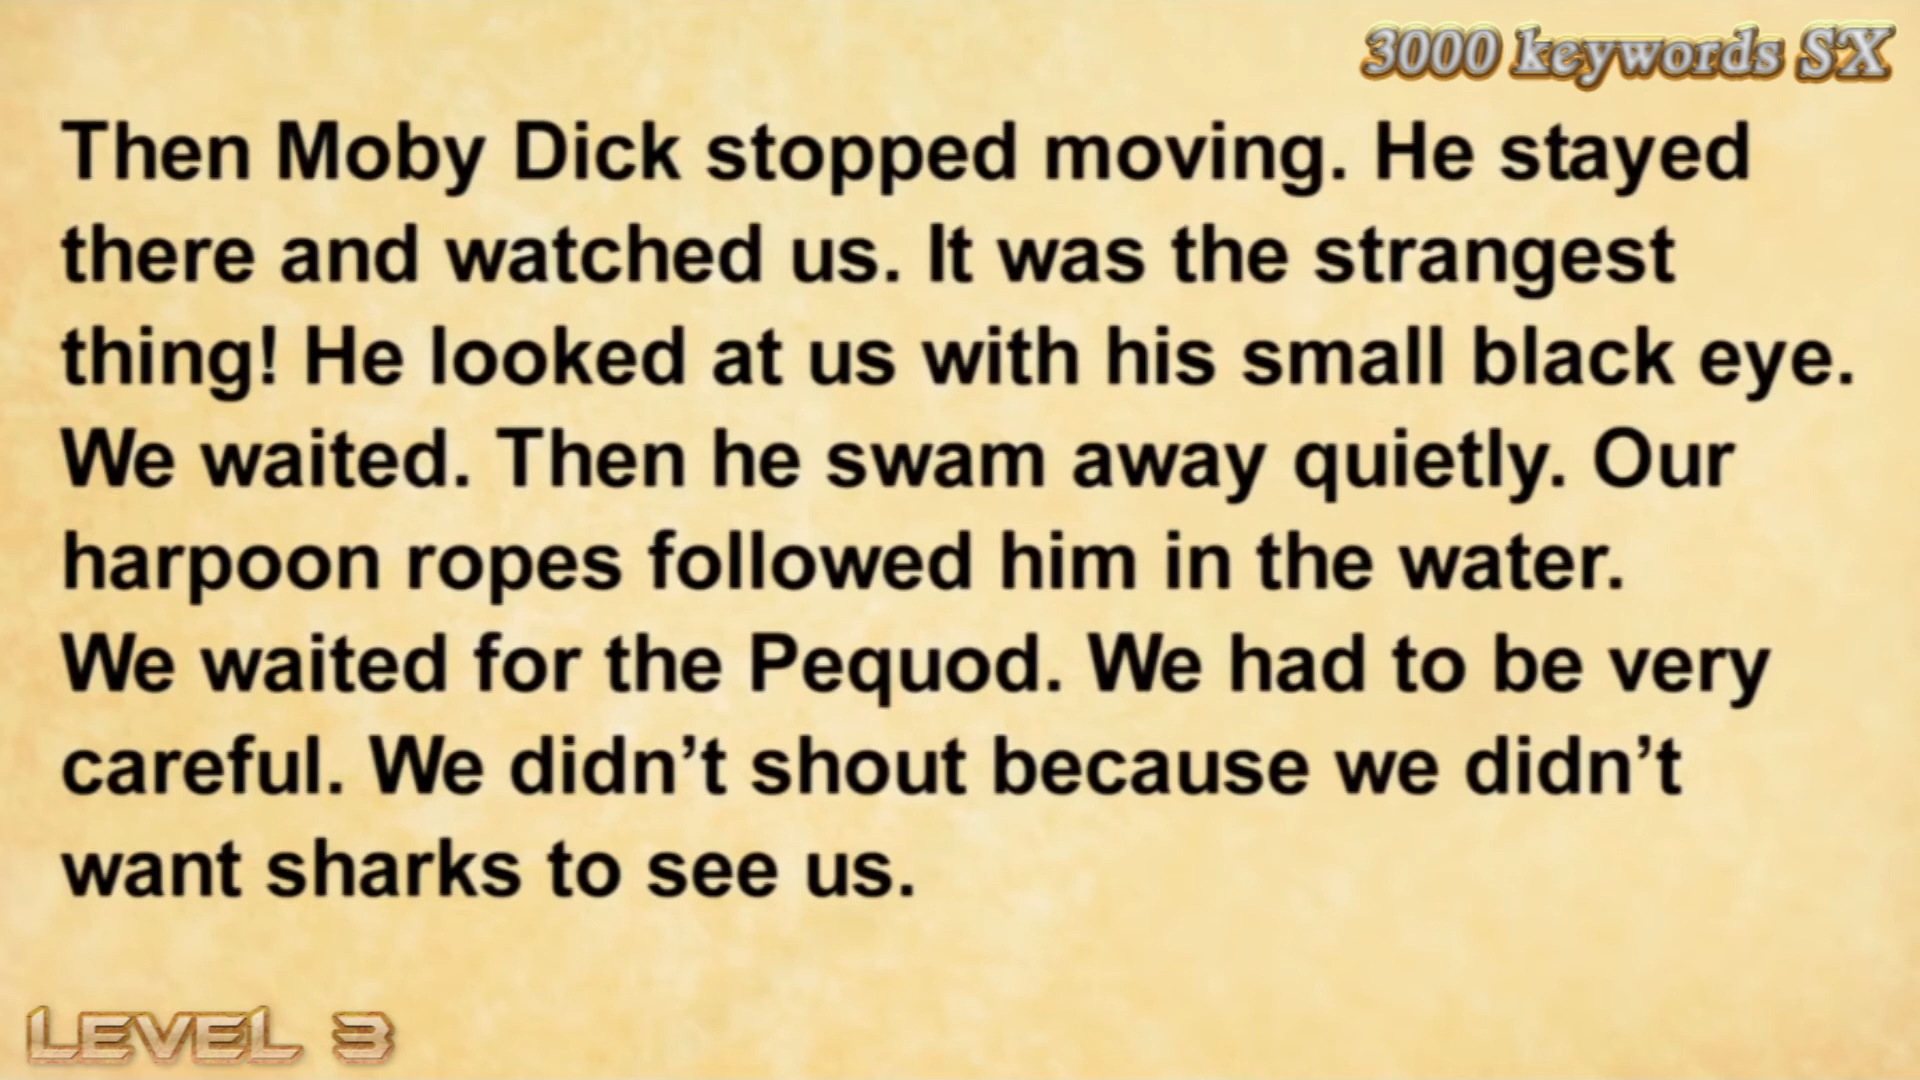 3000 keywords SX
Then Moby Dick stopped moving. He stayed
there and watched us. It was the strangest
thing! He looked at us with his small black eye.
We waited. Then he swam away quietly. Our
harpoon ropes followed him in the water.
We waited for the Pequod. We had to be very
careful. We didn’t shout because we didn’t
want sharks to see us.
LEVEL 3